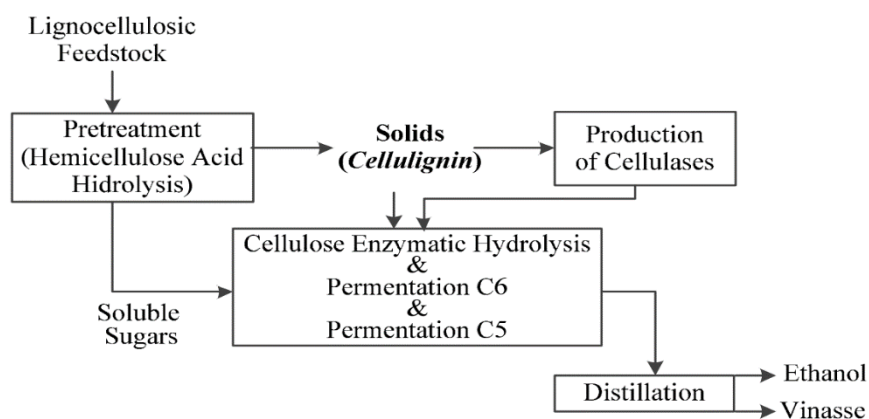 Lignocellulosic
Feedstock
Pretreatment
(Hemicellulose Acid
Hidrolysis)
Solids
(Cellulignin)
Production
of Cellulases
Cellulose Enzymatic Hydrolysis
&
Permentation C6
&
Permentation C5
Soluble
Sugars
Distillation
Ethanol
Vinasse